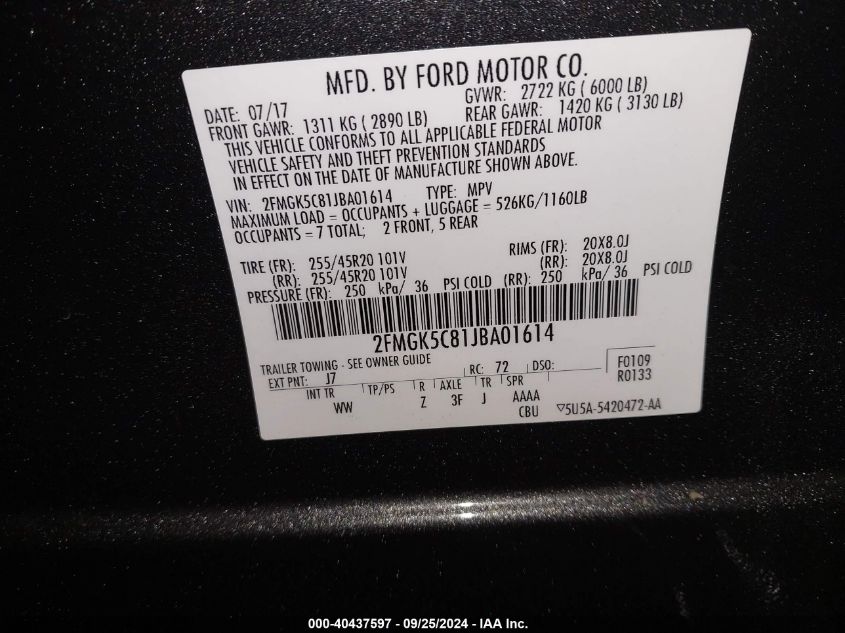 MFD. BY FORD MOTOR CO.
DATE: 07/17 GVWR: 2722 KG ( 6000 LB)
FRONT GAWR: 1311 KG ( 2890 LB) REAR GAWR: 1420 KG ( 3130 LB)
THIS VEHICLE CONFORMS TO ALL APPLICABLE FEDERAL MOTOR
VEHICLE SAFETY AND THEFT PREVENTION STANDARDS
IN EFFECT ON THE DATE OF MANUFACTURE SHOWN ABOVE.
VIN: 2FMGK5C81JBA01614 TYPE: MPV
MAXIMUM LOAD = OCCUPANTS + LUGGAGE = 526KG/1160LB
OCCUPANTS = 7 TOTAL; 2 FRONT, 5 REAR
TIRE (FR): 255/45R20 101V RIMS (FR): 20X8.0J
(RR): 255/45R20 101V (RR): 20X8.0J
PRESSURE (FR): 250 kPa/ 36 PSI COLD (RR): 250 kPa/ 36 PSI COLD
2FMGK5C81JBA01614
TRAILER TOWING - SEE OWNER GUIDE
EXT PNT: J7 RC: 72 DSO: F0109
R0133
INT TR TP/PS R AXLE TR SPR
WW Z 3F J AAAA
CBU ▽5U5A-5420472-AA
000-40437597 - 09/25/2024 - IAA Inc.